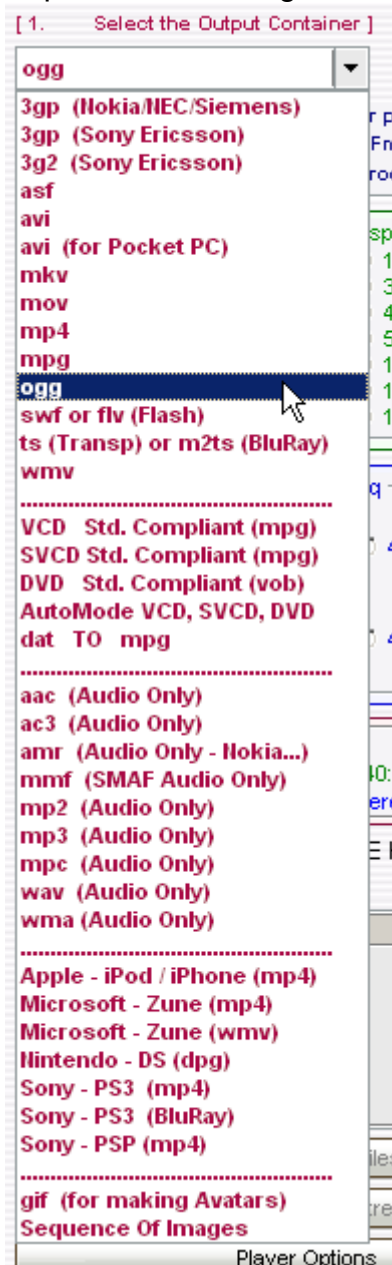 [ 1. Select the Output Container ]
ogg
3gp (Nokia/NEC/Siemens)
3gp (Sony Ericsson)
3g2 (Sony Ericsson)
asf
avi
avi (for Pocket PC)
mkv
mov
mp4
mpg
ogg
swf or flv (Flash)
ts (Transp) or m2ts (BluRay)
wmv
VCD Std. Compliant (mpg)
SVCD Std. Compliant (mpg)
DVD Std. Compliant (vob)
AutoMode VCD, SVCD, DVD
dat TO mpg
aac (Audio Only)
ac3 (Audio Only)
amr (Audio Only - Nokia...)
mmf (SMAF Audio Only)
mp2 (Audio Only)
mp3 (Audio Only)
mpc (Audio Only)
wav (Audio Only)
wma (Audio Only)
Apple - iPod / iPhone (mp4)
Microsoft - Zune (mp4)
Microsoft - Zune (wmv)
Nintendo - DS (dpg)
Sony - PS3 (mp4)
Sony - PS3 (BluRay)
Sony - PSP (mp4)
gif (for making Avatars)
Sequence Of Images
Player Options